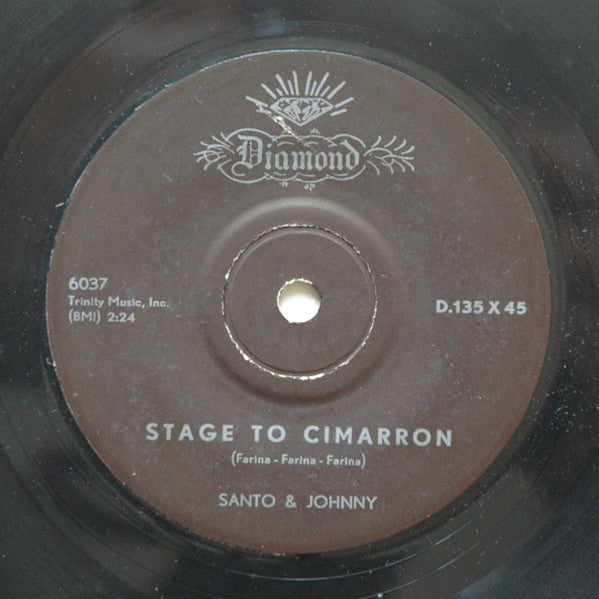 Diamond
6037
Trinity Music, Inc.
(BMI) 2:24
D.135 X 45
STAGE TO CIMARRON
(Farina - Farina - Farina)
SANTO & JOHNNY